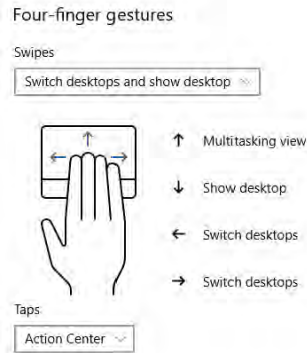 Four-finger gestures
Swipes
Switch desktops and show desktop
↑ Multitasking view
↓ Show desktop
← Switch desktops
→ Switch desktops
Taps
Action Center